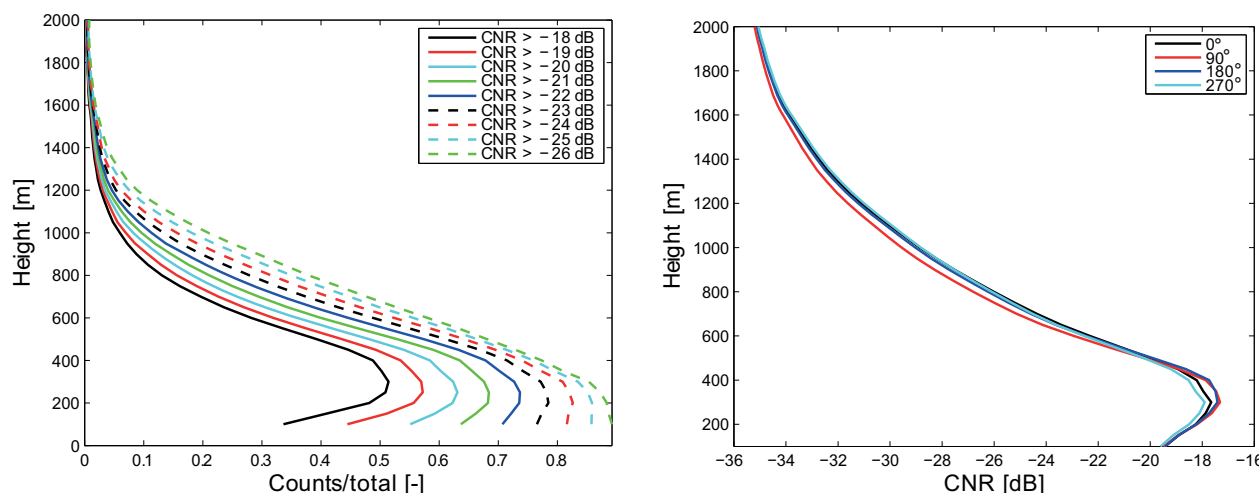 2000
1800
1600
1400
1200
1000
800
600
400
200
0
Height [m]
0 0.1 0.2 0.3 0.4 0.5 0.6 0.7 0.8
Counts/total [-]
CNR > −18 dB
CNR > −19 dB
CNR > −20 dB
CNR > −21 dB
CNR > −22 dB
CNR > −23 dB
CNR > −24 dB
CNR > −25 dB
CNR > −26 dB
2000
1800
1600
1400
1200
1000
800
600
400
200
Height [m]
−36 −34 −32 −30 −28 −26 −24 −22 −20 −18 −16
CNR [dB]
0°
90°
180°
270°